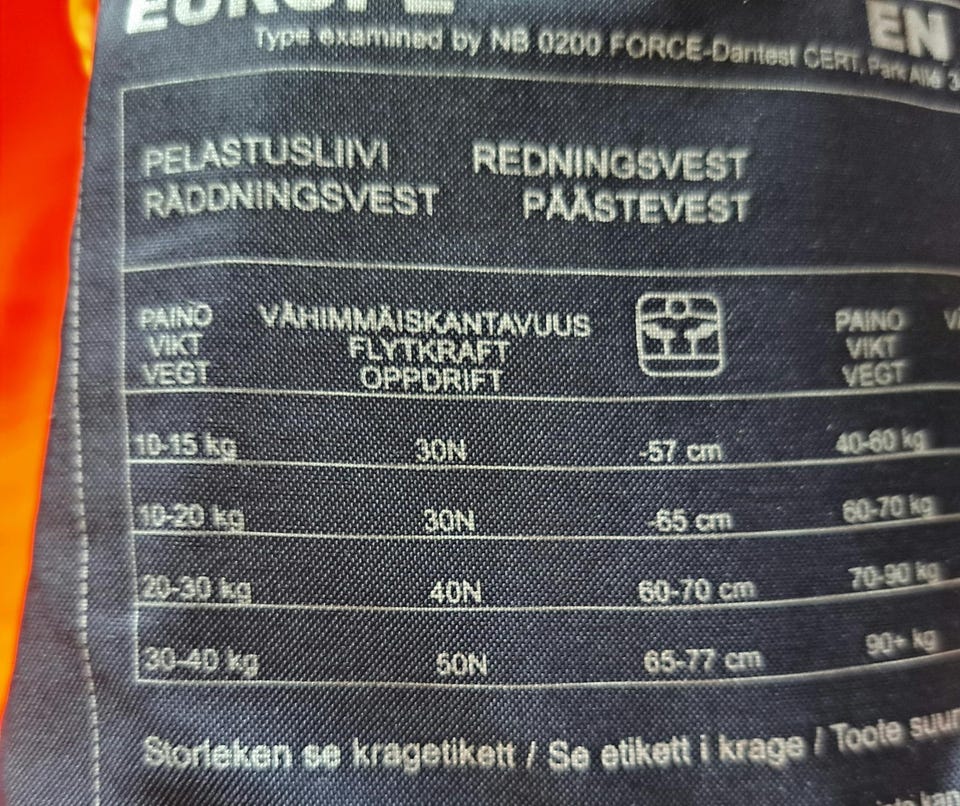 EUROPE EN
Type examined by NB 0200 FORCE-Dantest CERT. Park Allé 3
PELASTUSLIIVI REDNINGSVEST
RÄDDNINGSVEST PÄÄSTEVEST
PAINO VÄHIMMÄISKANTAVUUS PAINO
VIKT FLYTKRAFT VIKT
VEGT OPPDRIFT VEGT
10-15 kg 30N -57 cm 40-60 kg
10-20 kg 30N -65 cm 60-70 kg
20-30 kg 40N 60-70 cm 70-90 kg
30-40 kg 50N 65-77 cm 90+ kg
Storleken se kragetikett / Se etikett i krage / Toote suur